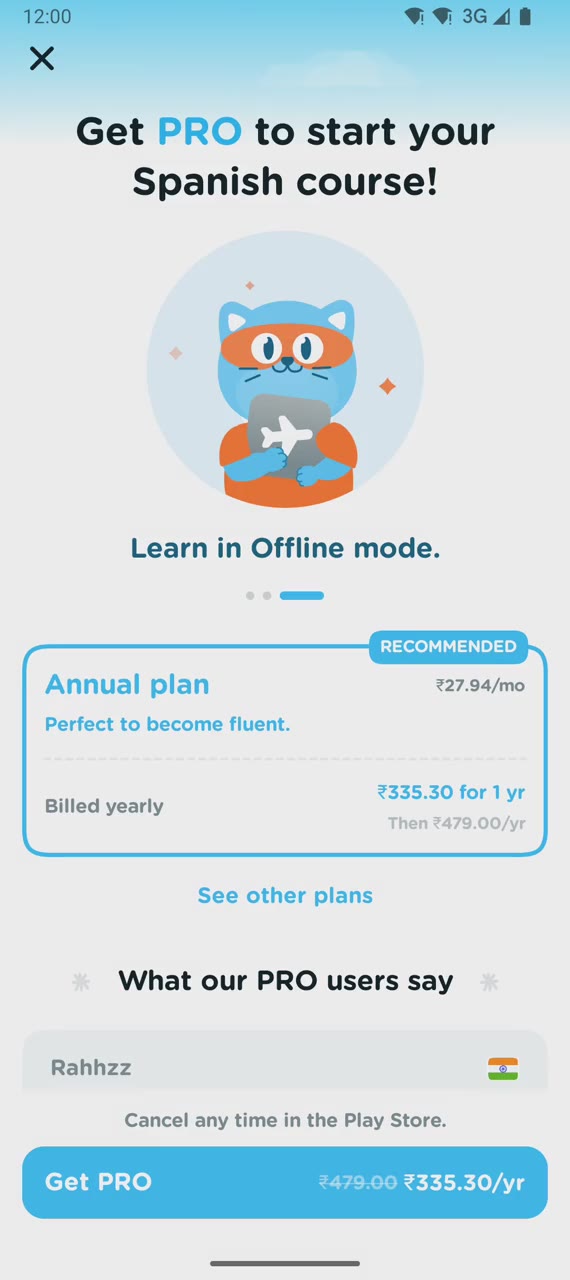 12:00
3G
Get PRO to start your
Spanish course!
Learn in Offline mode.
RECOMMENDED
Annual plan
₹27.94/mo
Perfect to become fluent.
Billed yearly
₹335.30 for 1 yr
Then ₹479.00/yr
See other plans
What our PRO users say
Rahhzz
Cancel any time in the Play Store.
Get PRO ₹479.00 ₹335.30/yr